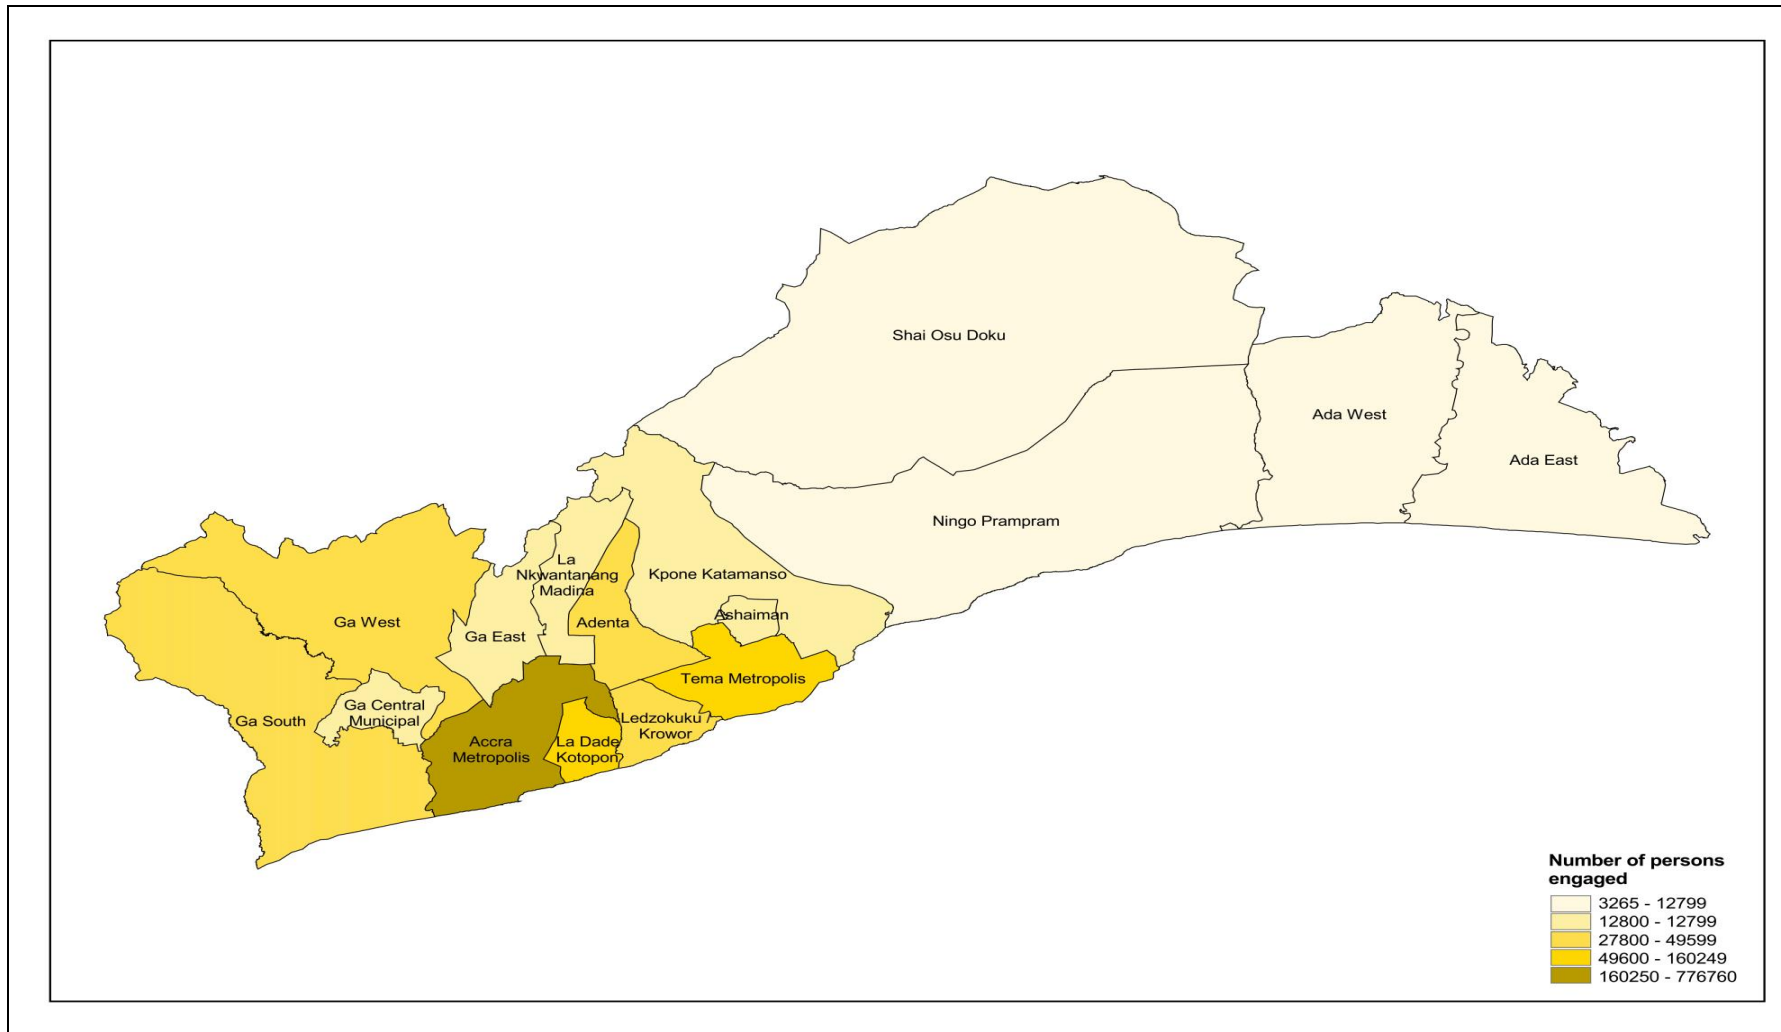 Shai Osu Doku
Ada West
Ada East
Ningo Prampram
La
Nkwantanang
Madina
Kpone Katamanso
Ashaiman
Adenta
Ga West
Ga East
Tema Metropolis
Ga Central
Municipal
Ga South
Ledzokuku /
Krowor
Accra
Metropolis
La Dade
Kotopon
Number of persons
engaged
3265 - 12799
12800 - 12799
27800 - 49599
49600 - 160249
160250 - 776760